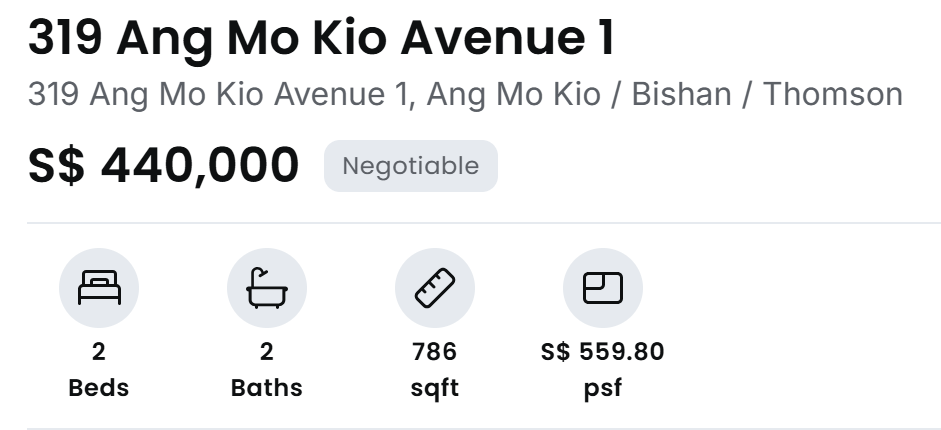 319 Ang Mo Kio Avenue 1
319 Ang Mo Kio Avenue 1, Ang Mo Kio / Bishan / Thomson
S$ 440,000 Negotiable
2 2 786 S$ 559.80
Beds Baths sqft psf